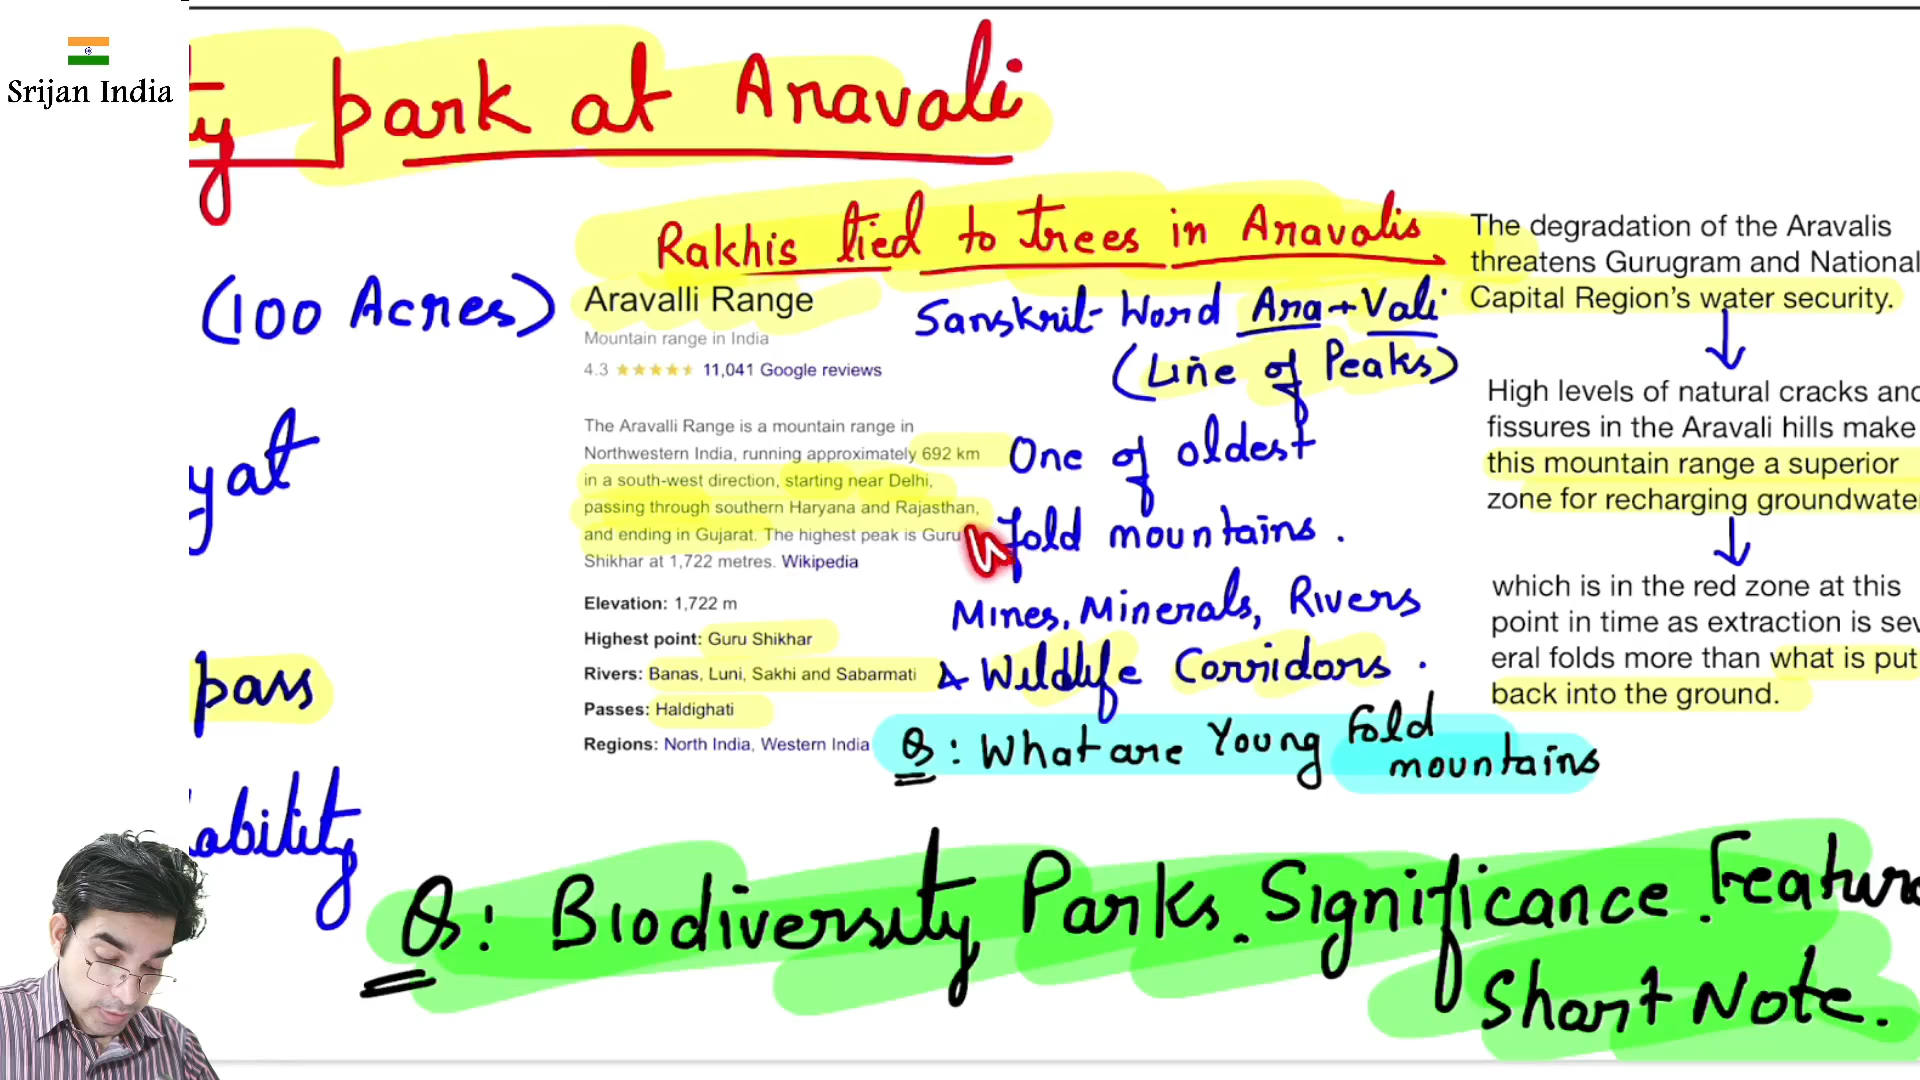 Srijan India
ty park at Aravali
Rakhis tied to trees in Aravalis
(100 Acres)
yat
pass
ability
Aravalli Range
Mountain range in India
4.3 11,041 Google reviews
The Aravalli Range is a mountain range in
Northwestern India, running approximately 692 km
in a south-west direction, starting near Delhi,
passing through southern Haryana and Rajasthan,
and ending in Gujarat. The highest peak is Guru
Shikhar at 1,722 metres. Wikipedia
Elevation: 1,722 m
Highest point: Guru Shikhar
Rivers: Banas, Luni, Sakhi and Sabarmati
Passes: Haldighati
Regions: North India, Western India
Sanskrit Word Ara+Vali
(Line of Peaks)
One of oldest
fold mountains.
Mines, Minerals, Rivers
& Wildlife Corridors.
Q: What are Young Fold
mountains
The degradation of the Aravalis
threatens Gurugram and National
Capital Region's water security.
High levels of natural cracks and
fissures in the Aravali hills make
this mountain range a superior
zone for recharging groundwate
which is in the red zone at this
point in time as extraction is sev
eral folds more than what is put
back into the ground.
Q: Biodiversity Parks. Significance. Feature
Short Note.